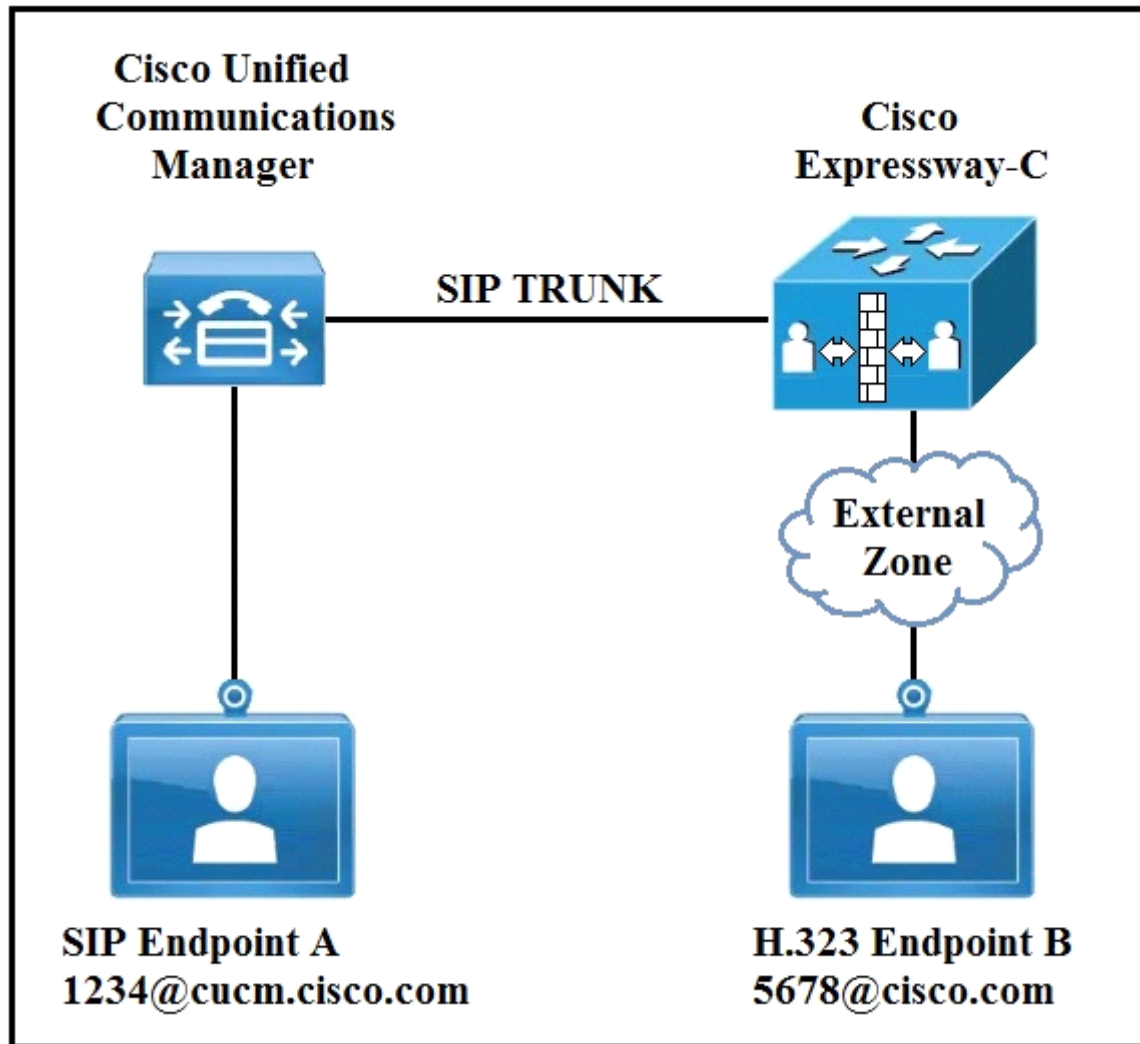 Cisco Unified
Communications
Manager
Cisco
Expressway-C
SIP TRUNK
External
Zone
SIP Endpoint A
1234@cucm.cisco.com
H.323 Endpoint B
5678@cisco.com